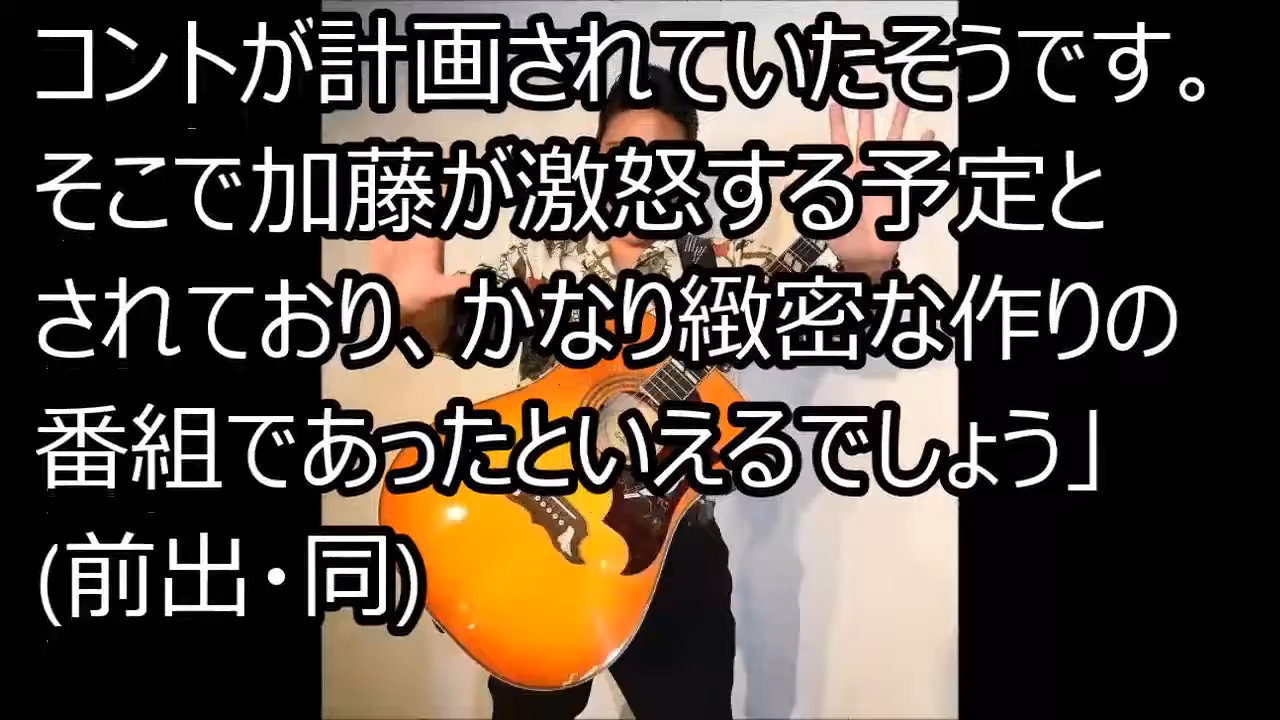 コントが計画されていたそうです。
そこで加藤が激怒する予定と
されており、かなり緻密な作りの
番組であったといえるでしょう」
(前出・同)